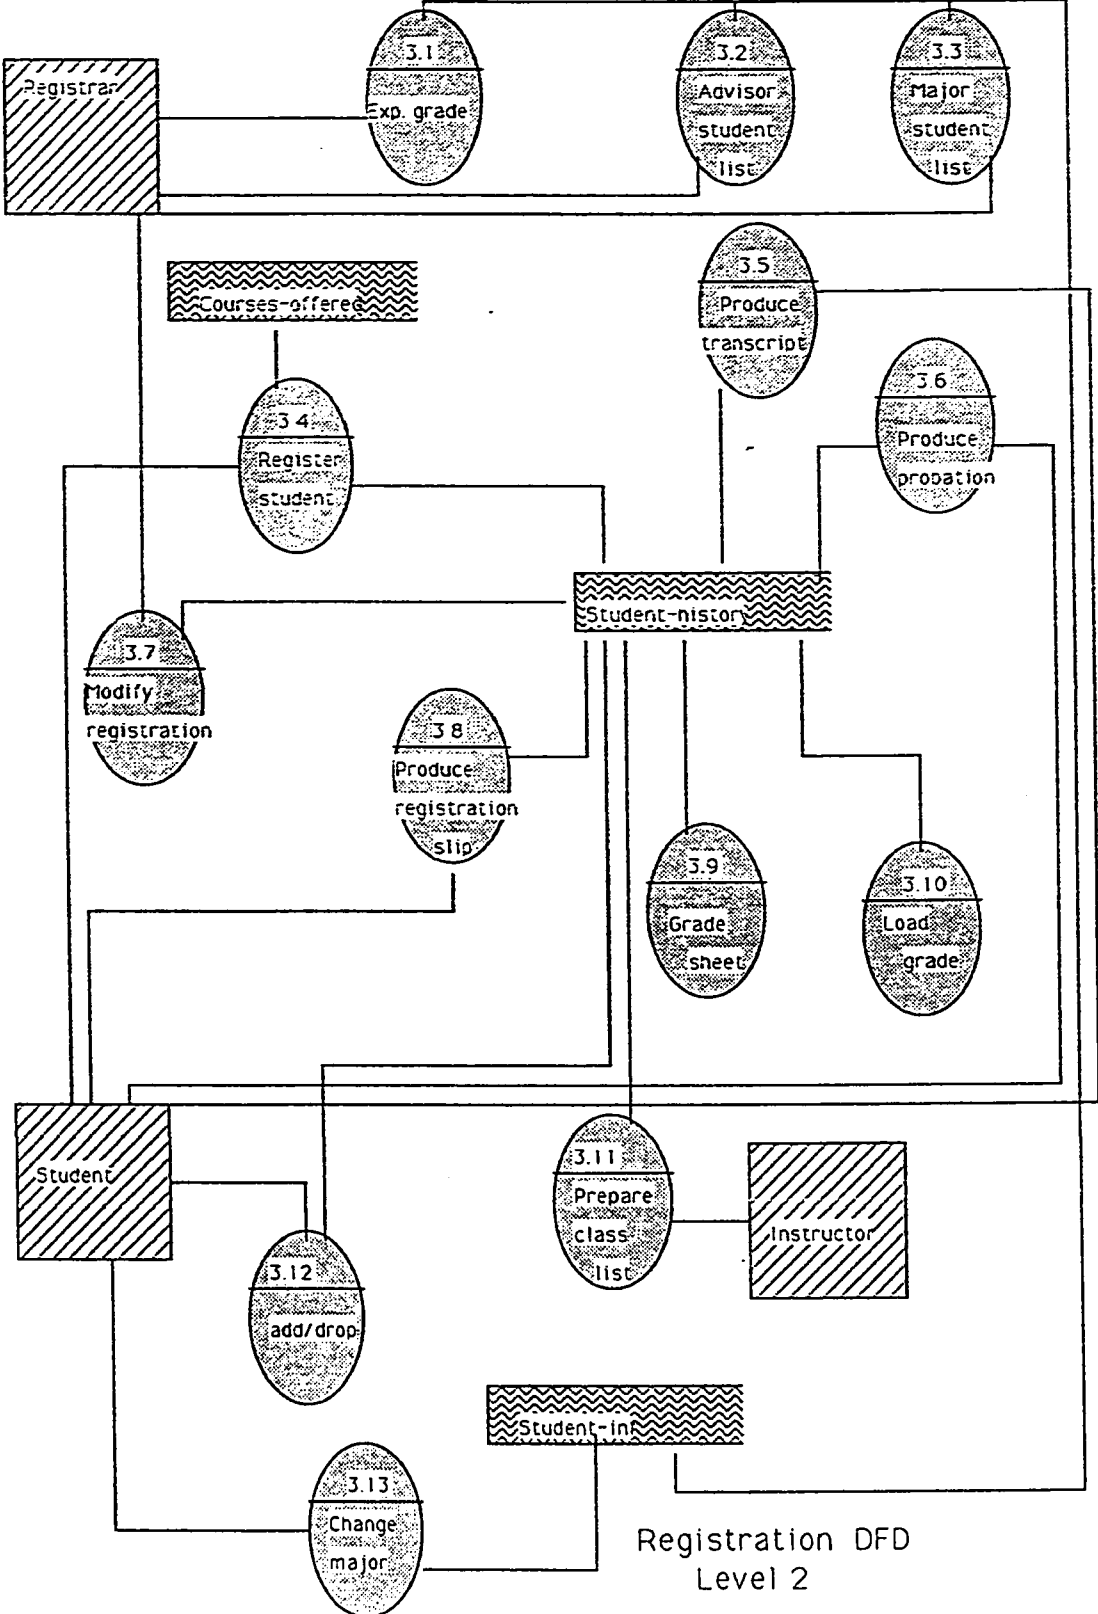 3.1
Exp. grade
3.2
Advisor
student
list
3.3
Major
student
list
Registrar
3.5
Produce
transcript
Courses-offered
3.6
Produce
probation
3.4
Register
student
Student-history
3.7
Modify
registration
3.8
Produce
registration
slip
3.9
Grade
sheet
3.10
Load
grade
Student
3.11
Prepare
class
list
Instructor
3.12
add/drop
Student-inf
3.13
Change
major
Registration DFD
Level 2